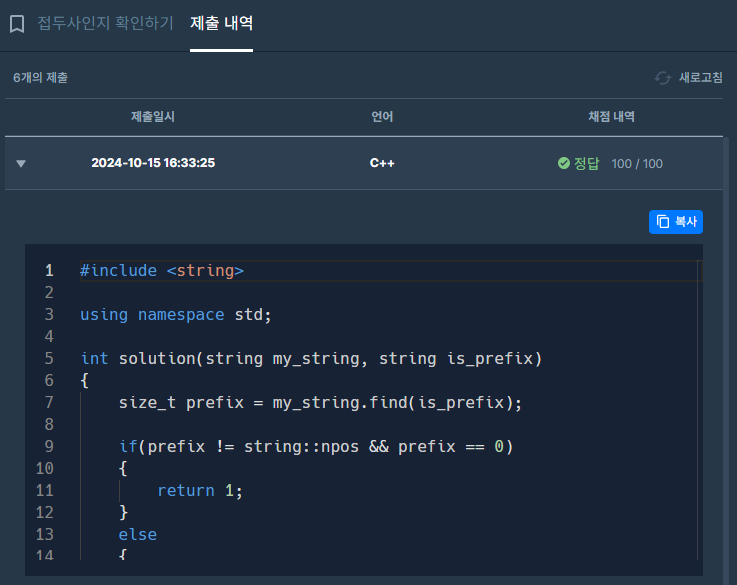 접두사인지 확인하기 제출 내역
6개의 제출 새로고침
제출일시 언어 채점 내역
2024-10-15 16:33:25 C++ 정답 100 / 100
복사
1 #include <string>
2
3 using namespace std;
4
5 int solution(string my_string, string is_prefix)
6 {
7 size_t prefix = my_string.find(is_prefix);
8
9 if(prefix != string::npos && prefix == 0)
10 {
11 return 1;
12 }
13 else
14 {